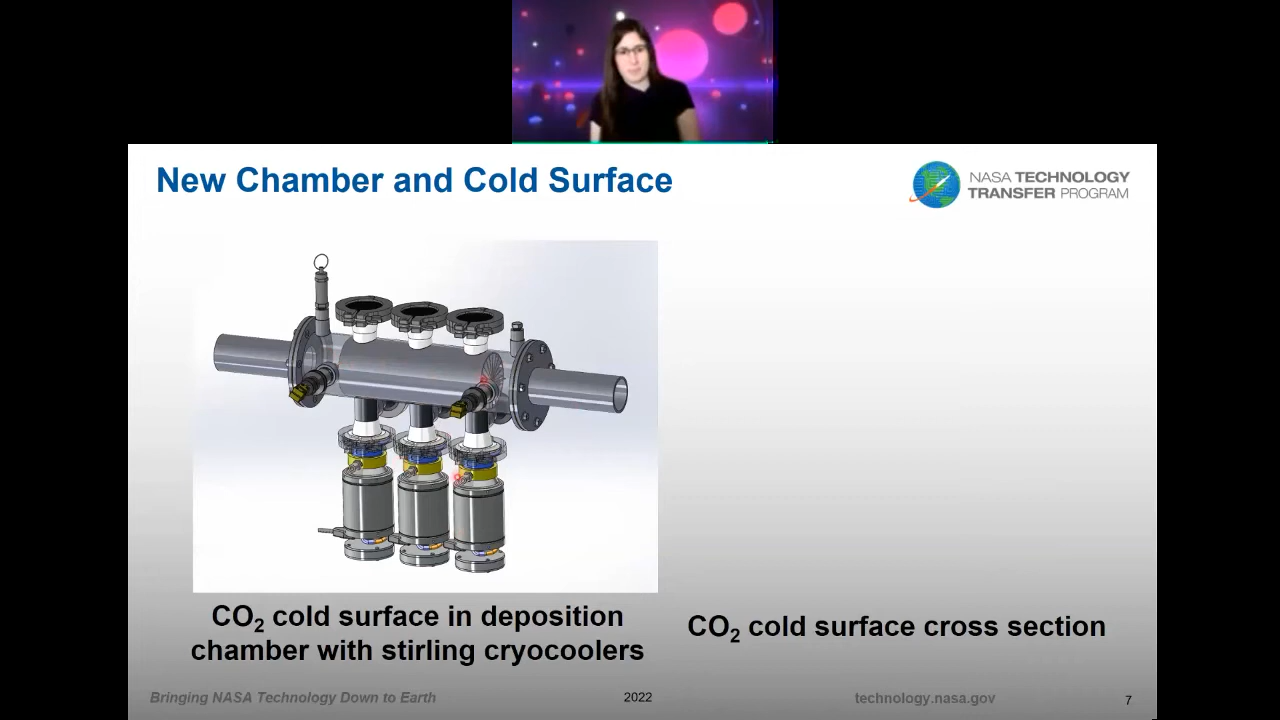 New Chamber and Cold Surface
NASA TECHNOLOGY
TRANSFER PROGRAM
CO₂ cold surface in deposition
chamber with stirling cryocoolers
CO₂ cold surface cross section
Bringing NASA Technology Down to Earth
2022
technology.nasa.gov
7